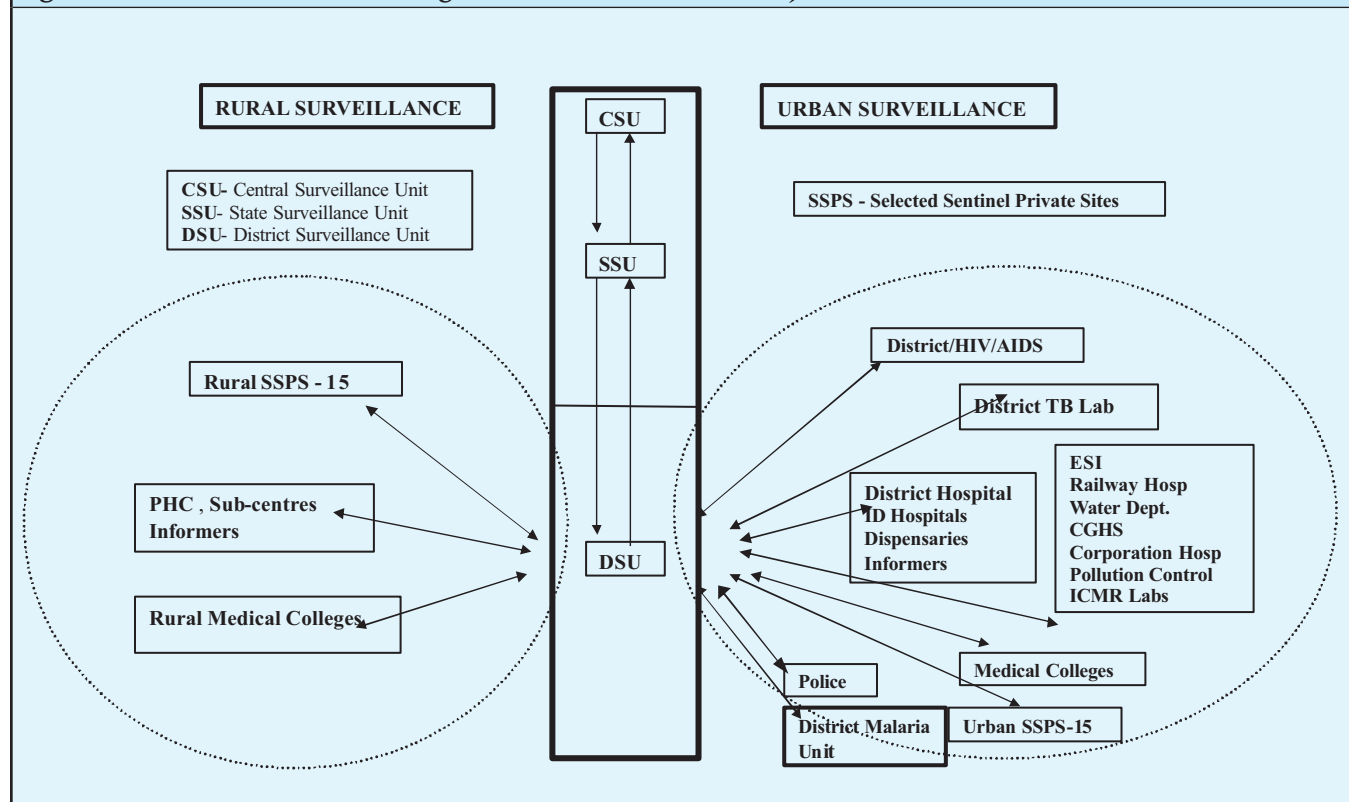 RURAL SURVEILLANCE
CSU
URBAN SURVEILLANCE
CSU- Central Surveillance Unit
SSU- State Surveillance Unit
DSU- District Surveillance Unit
SSPS - Selected Sentinel Private Sites
SSU
Rural SSPS - 15
PHC , Sub-centres
Informers
Rural Medical Colleges
DSU
District/HIV/AIDS
District TB Lab
District Hospital
ID Hospitals
Dispensaries
Informers
ESI
Railway Hosp
Water Dept.
CGHS
Corporation Hosp
Pollution Control
ICMR Labs
Medical Colleges
Police
District Malaria
Unit
Urban SSPS-15